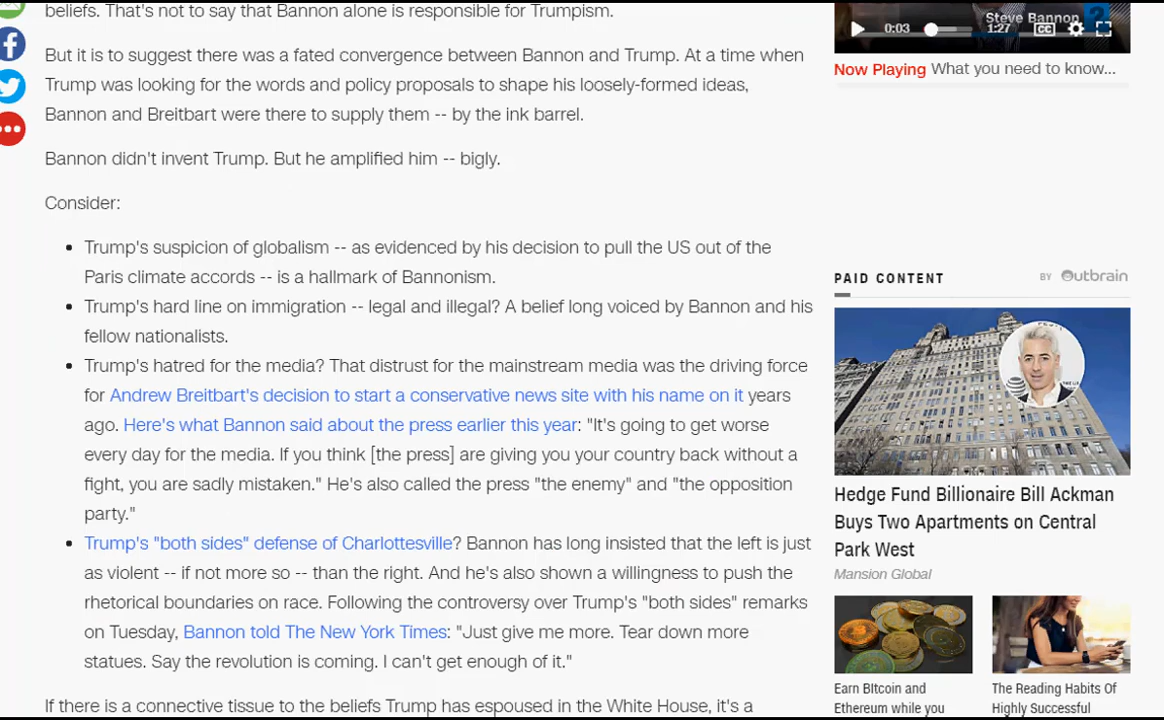 beliefs. That's not to say that Bannon alone is responsible for Trumpism.
But it is to suggest there was a fated convergence between Bannon and Trump. At a time when
Trump was looking for the words and policy proposals to shape his loosely-formed ideas,
Bannon and Breitbart were there to supply them -- by the ink barrel.
Bannon didn't invent Trump. But he amplified him -- bigly.
Consider:
Trump's suspicion of globalism -- as evidenced by his decision to pull the US out of the
Paris climate accords -- is a hallmark of Bannonism.
Trump's hard line on immigration -- legal and illegal? A belief long voiced by Bannon and his
fellow nationalists.
Trump's hatred for the media? That distrust for the mainstream media was the driving force
for Andrew Breitbart's decision to start a conservative news site with his name on it years
ago. Here's what Bannon said about the press earlier this year: "It's going to get worse
every day for the media. If you think [the press] are giving you your country back without a
fight, you are sadly mistaken." He's also called the press "the enemy" and "the opposition
party."
Trump's "both sides" defense of Charlottesville? Bannon has long insisted that the left is just
as violent -- if not more so -- than the right. And he's also shown a willingness to push the
rhetorical boundaries on race. Following the controversy over Trump's "both sides" remarks
on Tuesday, Bannon told The New York Times: "Just give me more. Tear down more
statues. Say the revolution is coming. I can't get enough of it."
If there is a connective tissue to the beliefs Trump has espoused in the White House, it's a
Steve Bannon ?
0:03 1:27 CC
Now Playing What you need to know...
PAID CONTENT BY Outbrain
Hedge Fund Billionaire Bill Ackman
Buys Two Apartments on Central
Park West
Mansion Global
Earn BItcoin and
Ethereum while you
The Reading Habits Of
Highly Successful